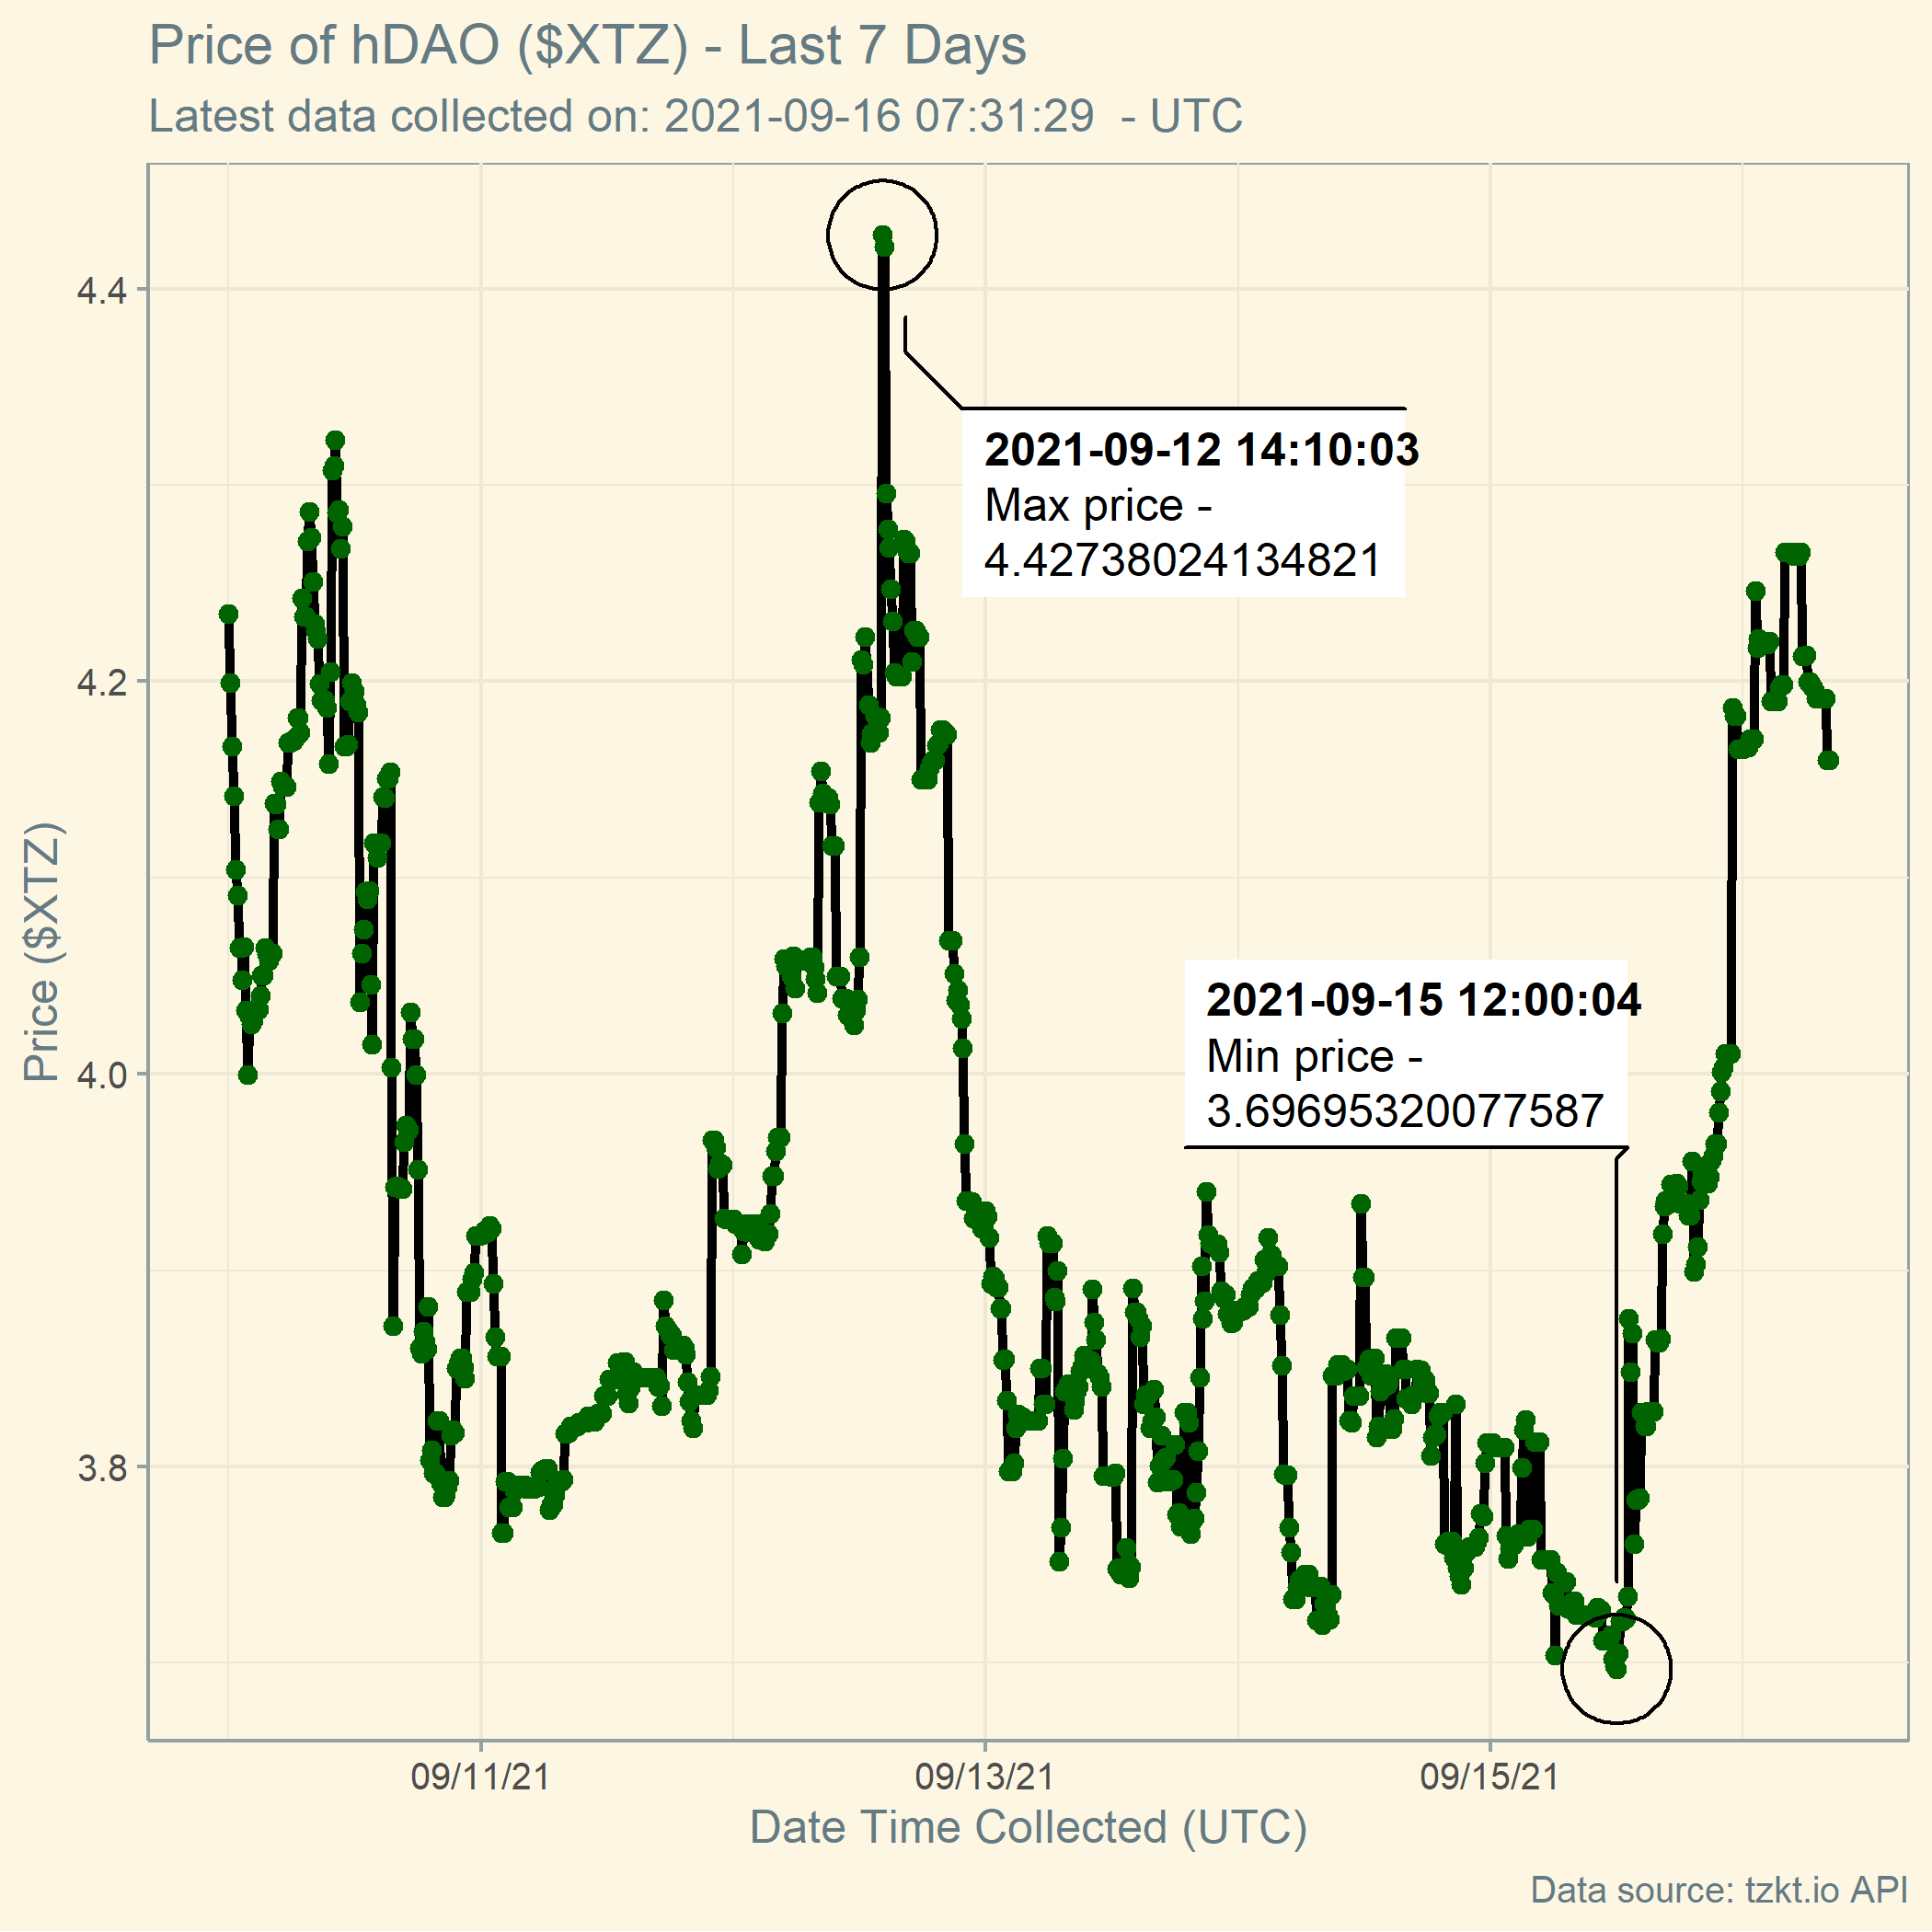 Price of hDAO ($XTZ) - Last 7 Days
Latest data collected on: 2021-09-16 07:31:29  - UTC
Price ($XTZ)
4.4
4.2
4.0
3.8
2021-09-12 14:10:03
Max price -
4.42738024134821
2021-09-15 12:00:04
Min price -
3.69695320077587
09/11/21
09/13/21
09/15/21
Date Time Collected (UTC)
Data source: tzkt.io API